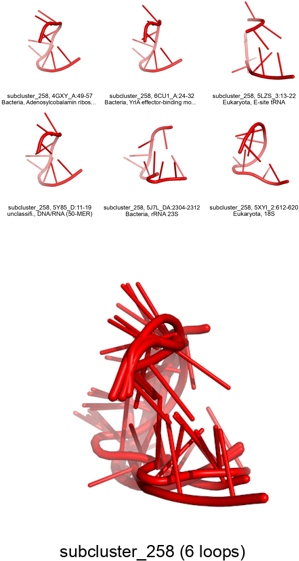 subcluster_258, 4GXY_A:49-57
Bacteria, Adenosylcobalamin ribos...
subcluster_258, 6CU1_A:24-32
Bacteria, YrlA effector-binding mo...
subcluster_258, 5LZS_3:13-22
Eukaryota, E-site tRNA
subcluster_258, 5Y85_D:11-19
unclassifi., DNA/RNA (50-MER)
subcluster_258, 5J7L_DA:2304-2312
Bacteria, rRNA 23S
subcluster_258, 5XYI_2:612-620
Eukaryota, 18S
subcluster_258 (6 loops)